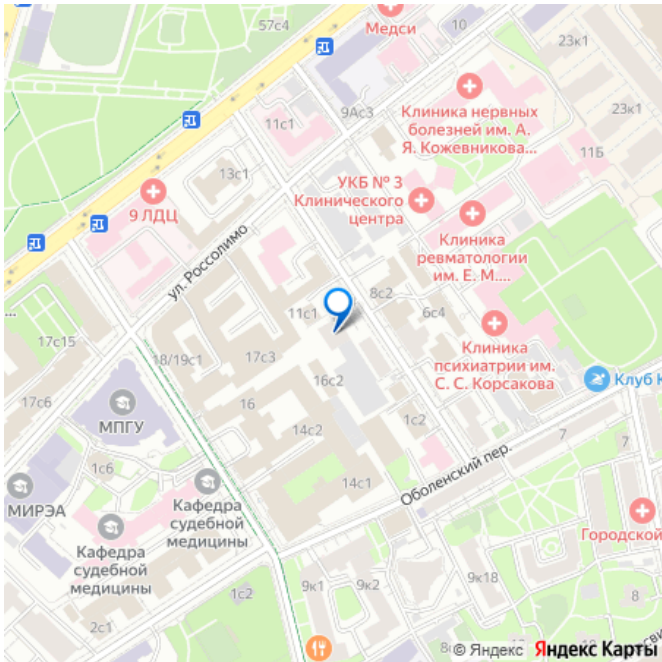 57с4
Медси
23к1
9Ас3
Клиника нервных
болезней им. А.
Я. Кожевникова...
23к1
11с1
11Б
13с1
УКБ № 3
Клинического
центра
9 ЛДЦ
ул. Россолимо
Клиника
ревматологии
им. Е. М....
8с2
6с4
11с1
...
17с15
Клиника
психиатрии им.
С. С. Корсакова
18/19с1
17с3
16с2
Клуб К
17с6
МПГУ
16
14с2
1с2
7
7
Оболенский пер.
1с6
14с1
МИРЭА
Кафедра
судебной
медицины
Кафедра
судебной
медицины
Городской
9к1
9к2
9к18
1с2
8
2с1
© Яндекс Яндекс Карты